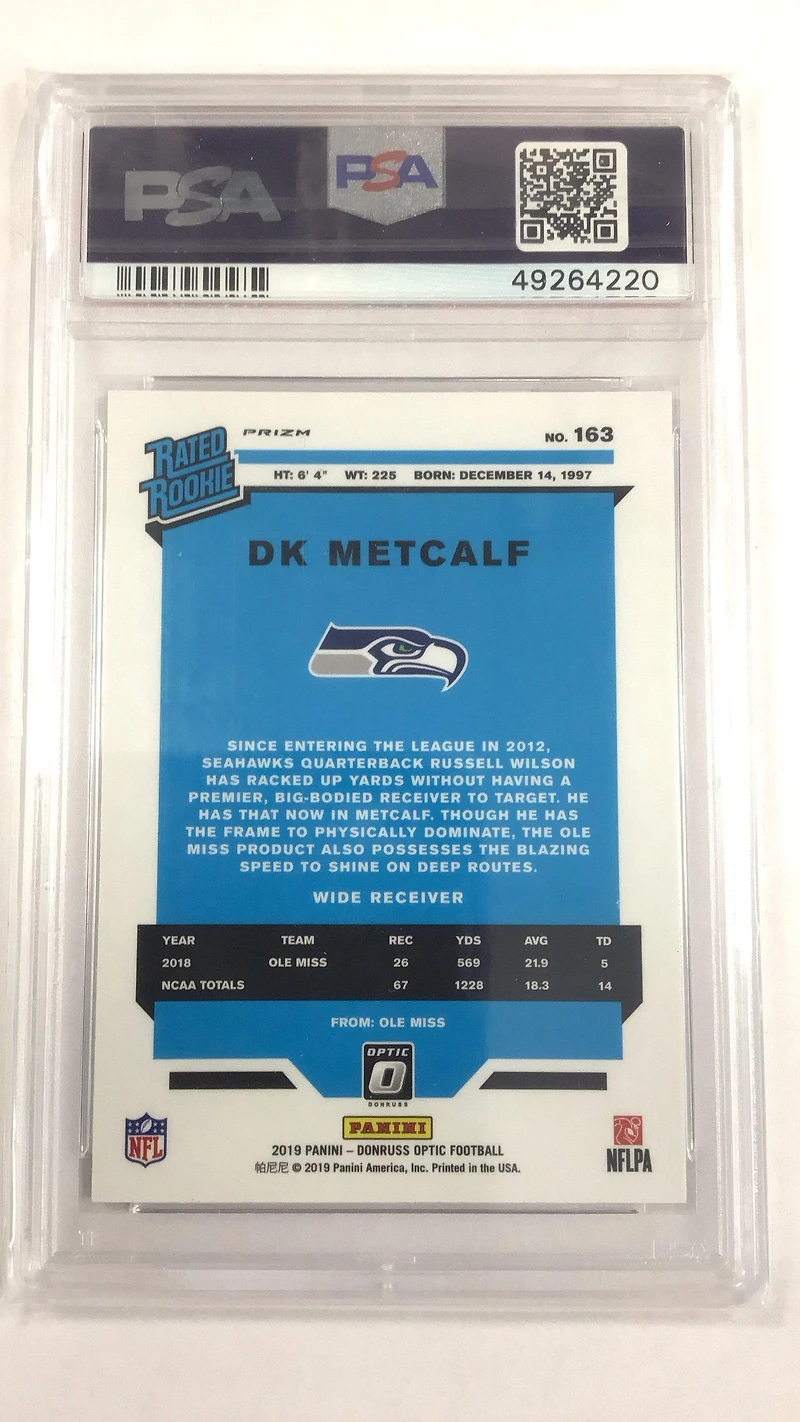 PSA
PSA
49264220
RATED
ROOKIE
PRIZM
NO. 163
HT: 6' 4" WT: 225 BORN: DECEMBER 14, 1997
DK METCALF
SINCE ENTERING THE LEAGUE IN 2012,
SEAHAWKS QUARTERBACK RUSSELL WILSON
HAS RACKED UP YARDS WITHOUT HAVING A
PREMIER, BIG-BODIED RECEIVER TO TARGET. HE
HAS THAT NOW IN METCALF. THOUGH HE HAS
THE FRAME TO PHYSICALLY DOMINATE, THE OLE
MISS PRODUCT ALSO POSSESSES THE BLAZING
SPEED TO SHINE ON DEEP ROUTES.
WIDE RECEIVER
YEAR TEAM REC YDS AVG TD
2018 OLE MISS 26 569 21.9 5
NCAA TOTALS 67 1228 18.3 14
FROM: OLE MISS
OPTIC
O
DONRUSS
PANINI
NFL
NFLPA
2019 PANINI – DONRUSS OPTIC FOOTBALL
帕尼尼 © 2019 Panini America, Inc. Printed in the USA.